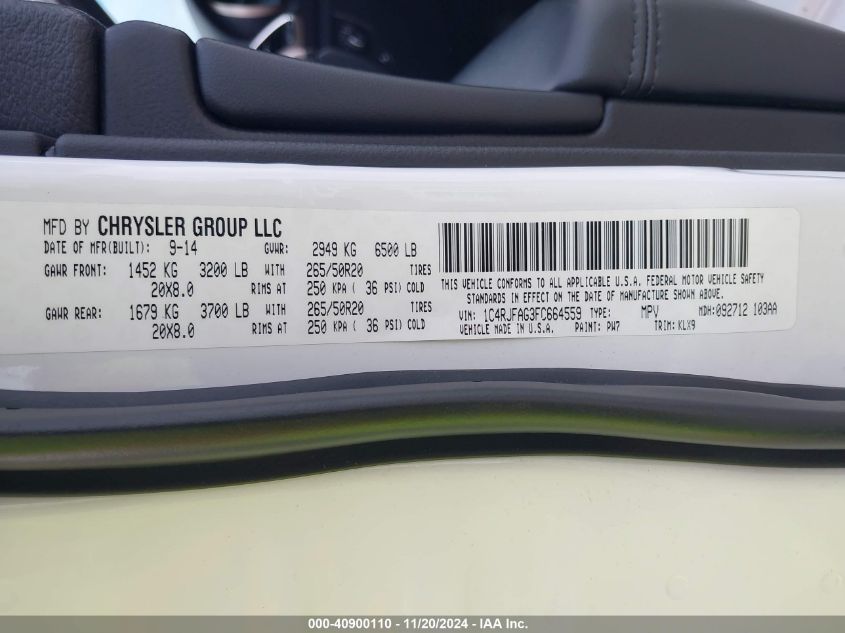 MFD BY CHRYSLER GROUP LLC
DATE OF MFR(BUILT): 9-14 GVWR: 2949 KG 6500 LB
GAWR FRONT: 1452 KG 3200 LB WITH 265/50R20 TIRES
20X8.0 RIMS AT 250 KPA ( 36 PSI) COLD
GAWR REAR: 1679 KG 3700 LB WITH 265/50R20 TIRES
20X8.0 RIMS AT 250 KPA ( 36 PSI) COLD
THIS VEHICLE CONFORMS TO ALL APPLICABLE U.S.A. FEDERAL MOTOR VEHICLE SAFETY
STANDARDS IN EFFECT ON THE DATE OF MANUFACTURE SHOWN ABOVE.
VIN: 1C4RJFAG3FC664559 TYPE: MPV MDH:092712 103AA
VEHICLE MADE IN U.S.A. PAINT: PW7 TRIM: KLX9
000-40900110 - 11/20/2024 - IAA Inc.